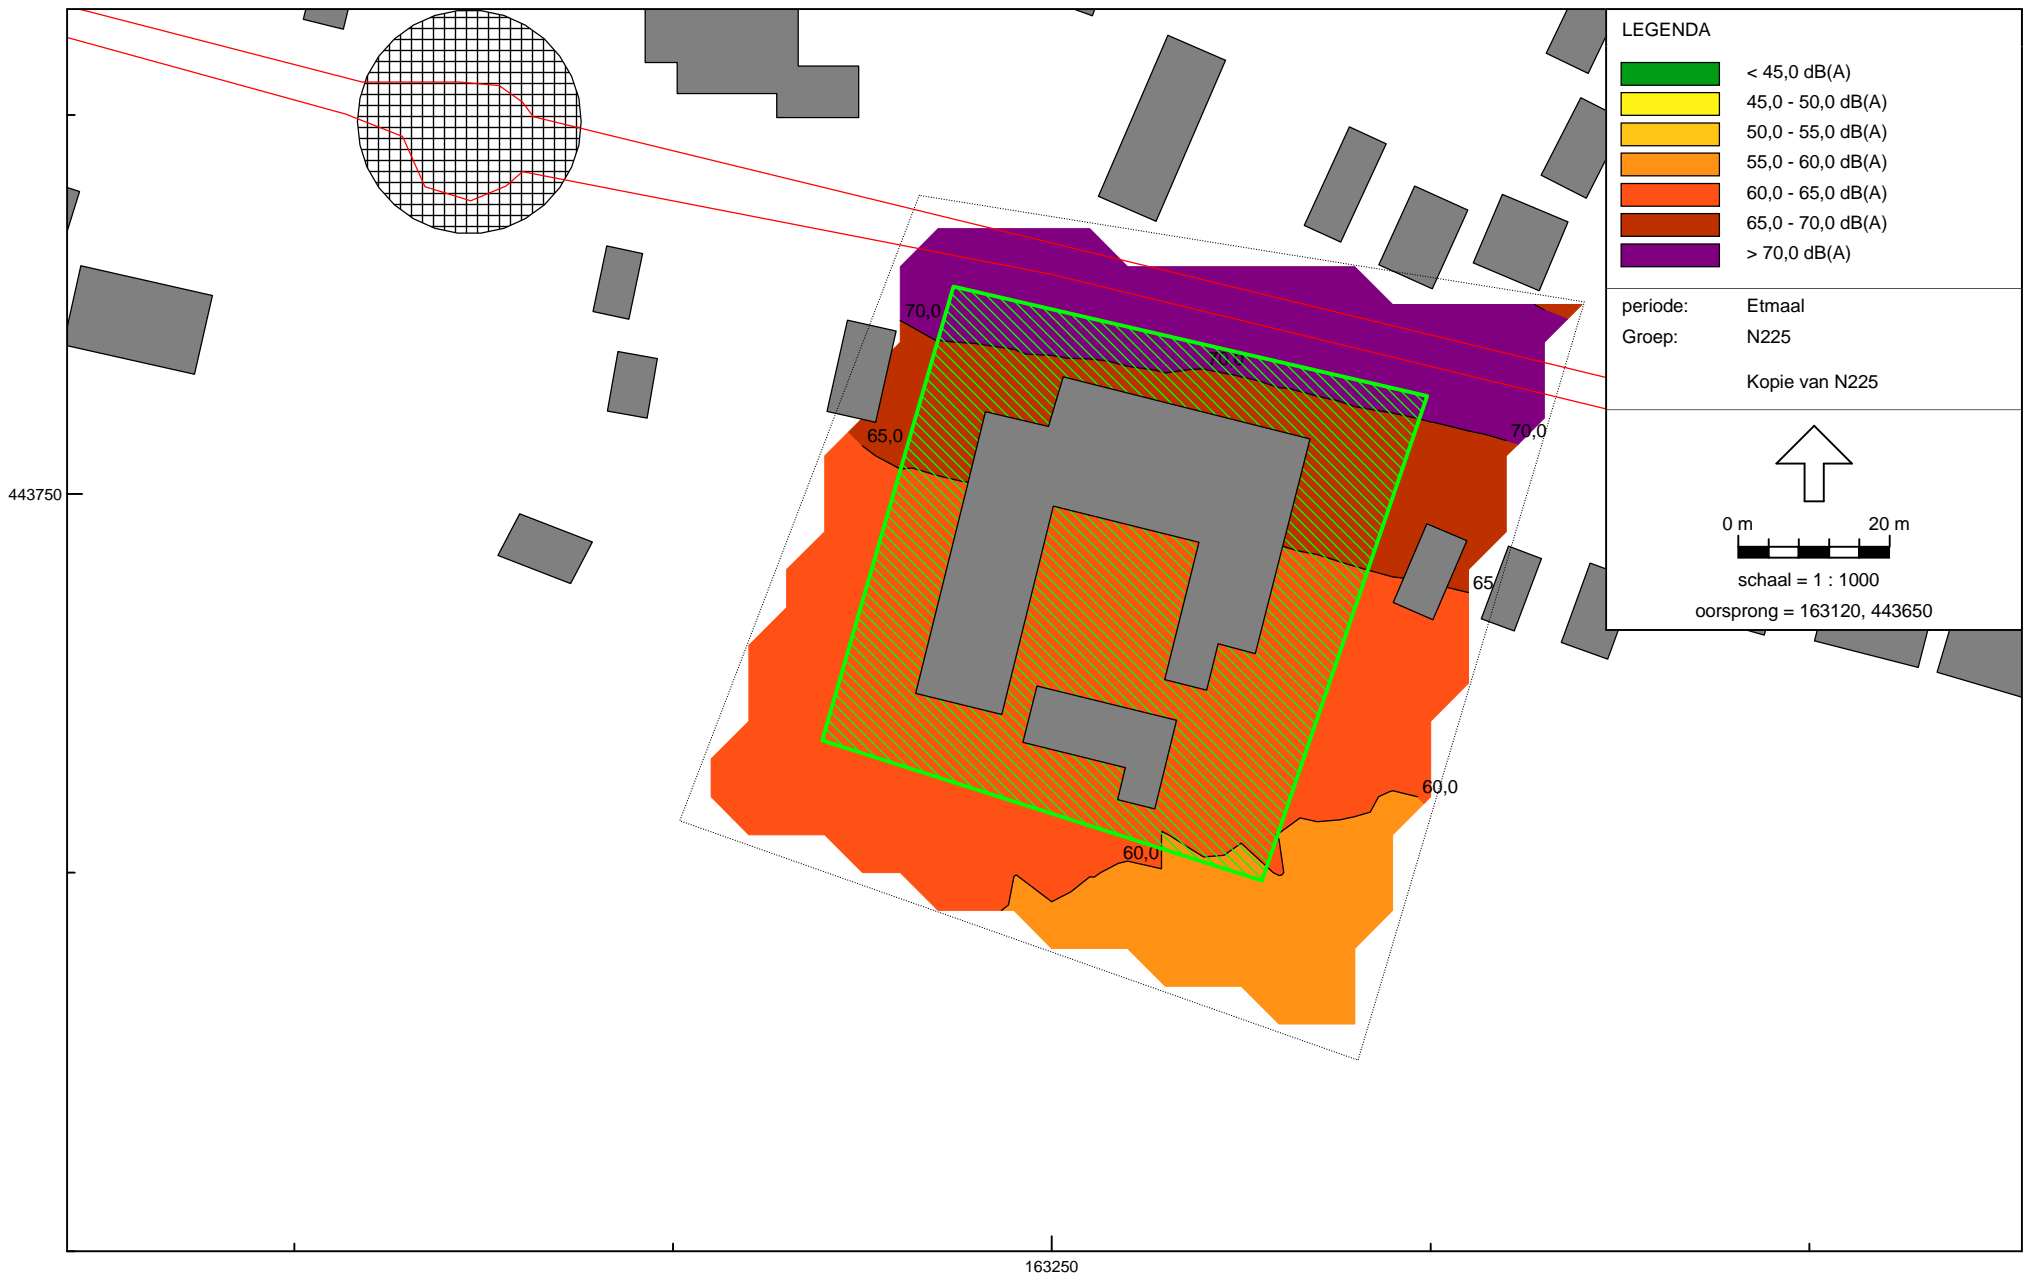 LEGENDA
< 45,0 dB(A)
45,0 - 50,0 dB(A)
50,0 - 55,0 dB(A)
55,0 - 60,0 dB(A)
60,0 - 65,0 dB(A)
65,0 - 70,0 dB(A)
> 70,0 dB(A)
periode: Etmaal
Groep: N225
Kopie van N225
0 m 20 m
schaal = 1 : 1000
oorsprong = 163120, 443650
70,0
70,0
65,0
70,0
443750
65
60,0
60,0
163250